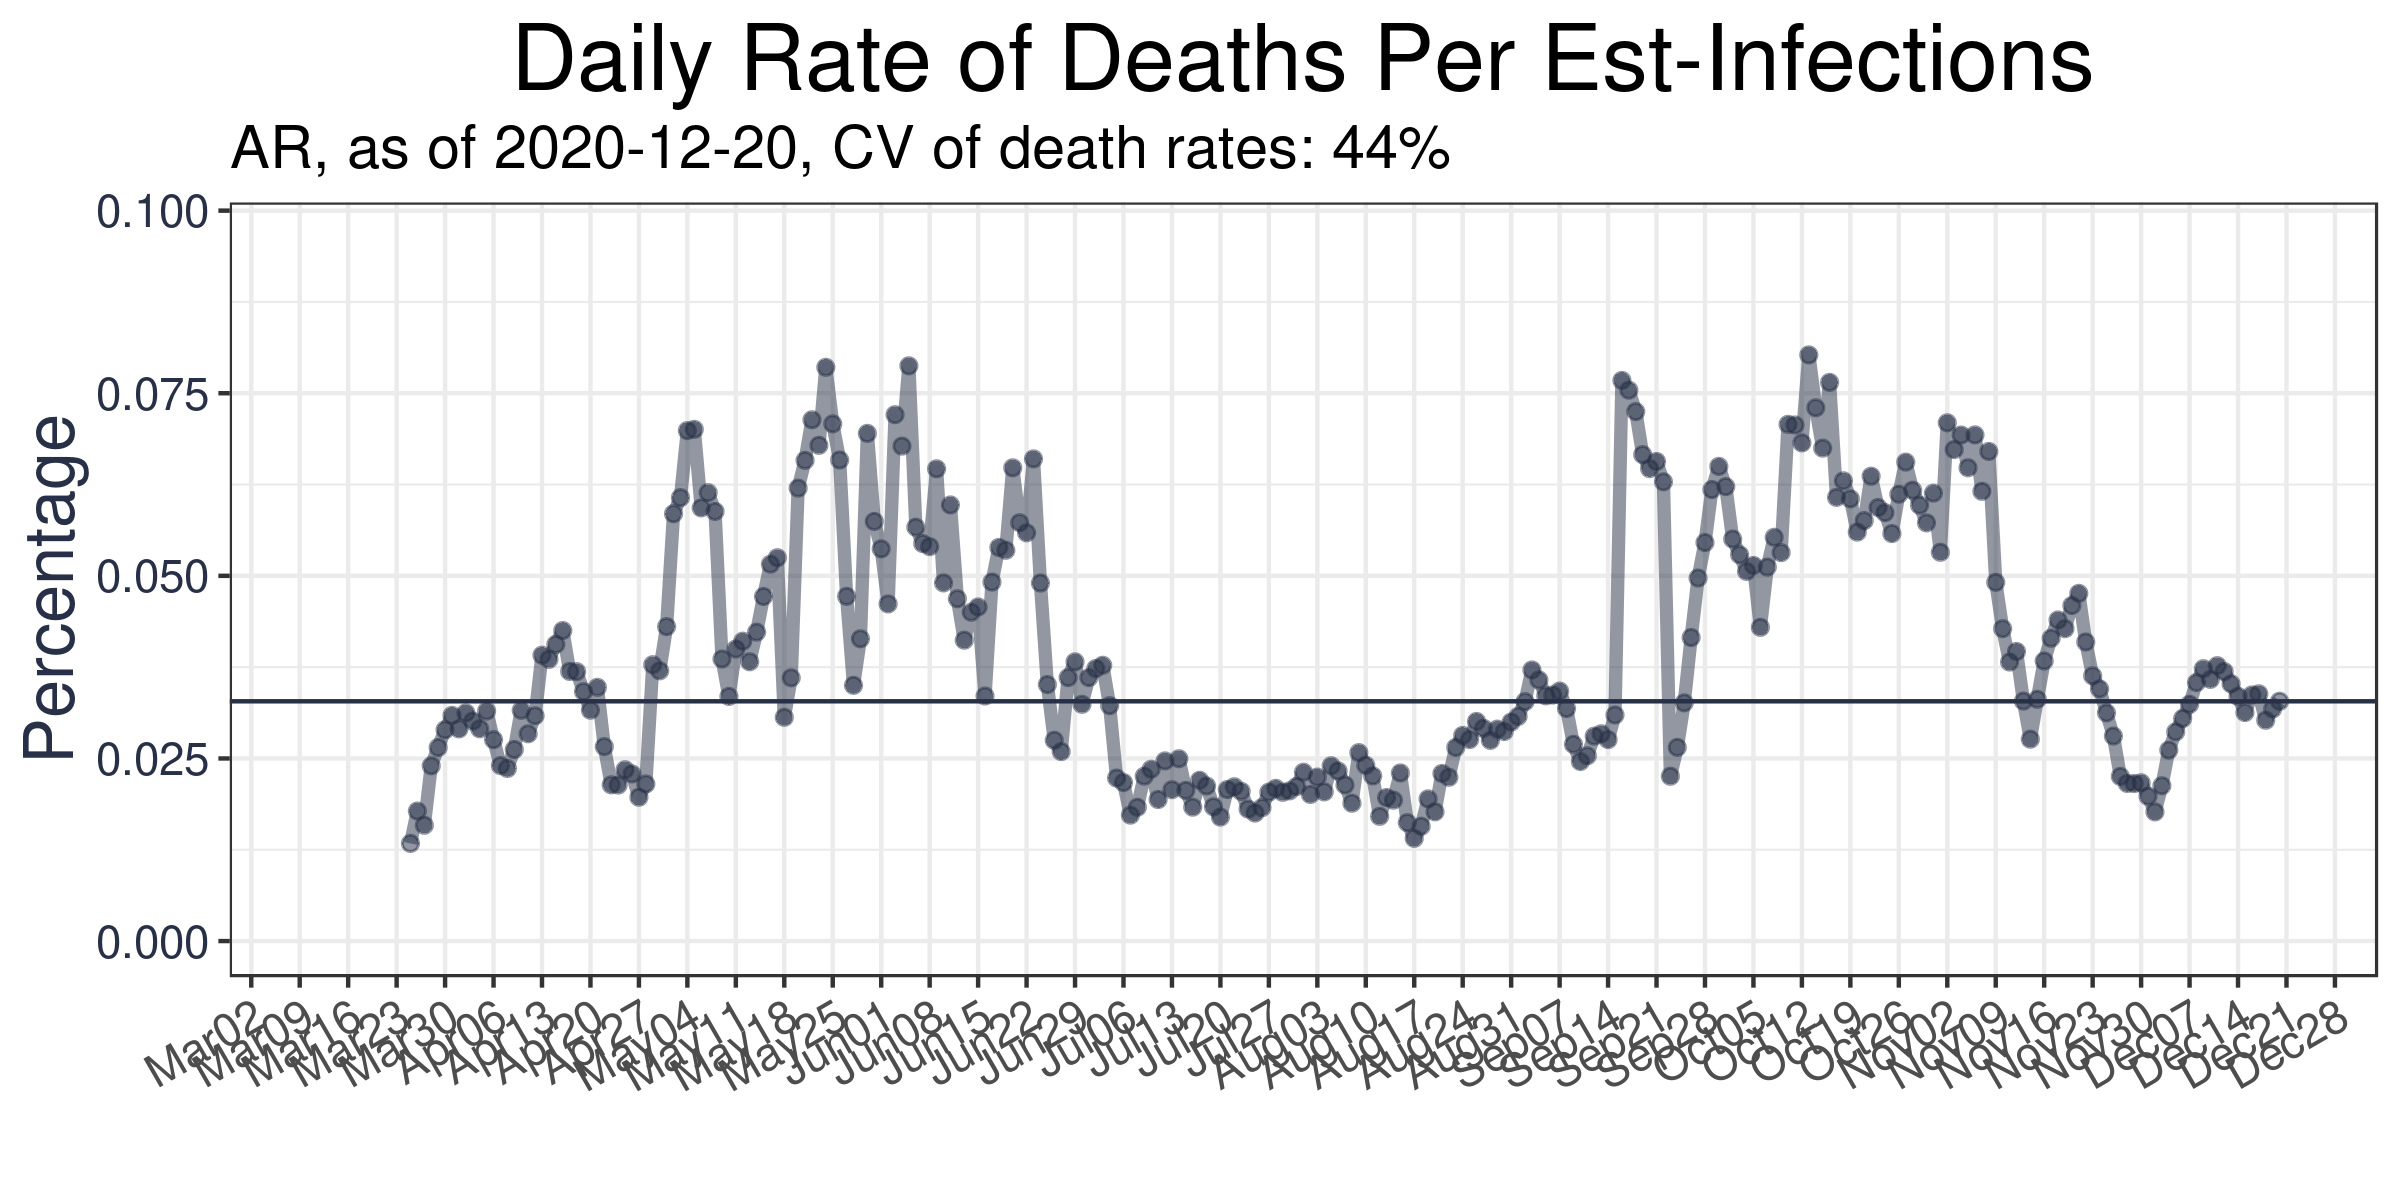 Daily Rate of Deaths Per Est-Infections
AR, as of 2020-12-20, CV of death rates: 44%
Percentage
0.100
0.075
0.050
0.025
0.000
Mar02
Mar09
Mar16
Mar23
Mar30
Apr06
Apr13
Apr20
Apr27
May04
May11
May18
May25
Jun01
Jun08
Jun15
Jun22
Jun29
Jul06
Jul13
Jul20
Jul27
Aug03
Aug10
Aug17
Aug24
Aug31
Sep07
Sep14
Sep21
Sep28
Oct05
Oct12
Oct19
Oct26
Nov02
Nov09
Nov16
Nov23
Nov30
Dec07
Dec14
Dec21
Dec28